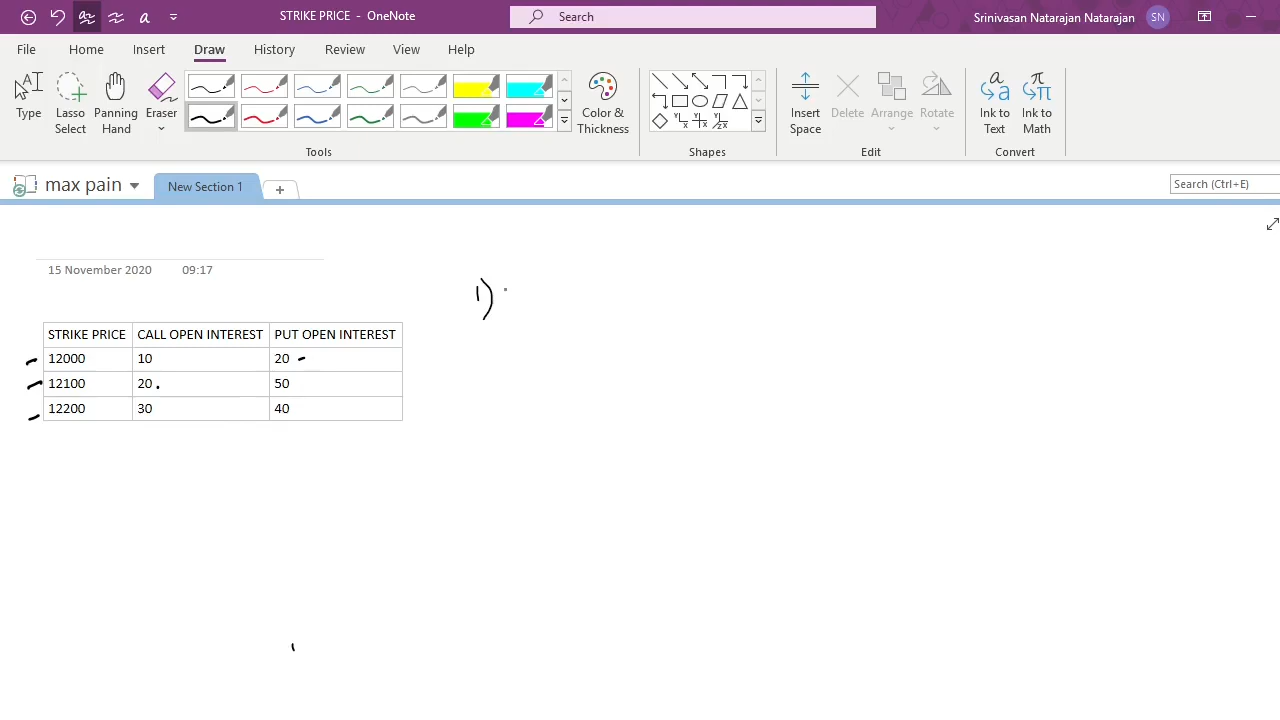 STRIKE PRICE - OneNote
Search
Srinivasan Natarajan Natarajan SN
File Home Insert Draw History Review View Help
Type
Lasso Select
Panning Hand
Eraser
Color & Thickness
Insert Space
Delete
Arrange
Rotate
Ink to Text
Ink to Math
Tools Shapes Edit Convert
max pain New Section 1 +
Search (Ctrl+E)
15 November 2020 09:17
1)
STRIKE PRICE CALL OPEN INTEREST PUT OPEN INTEREST
12000 10 20
12100 20 50
12200 30 40